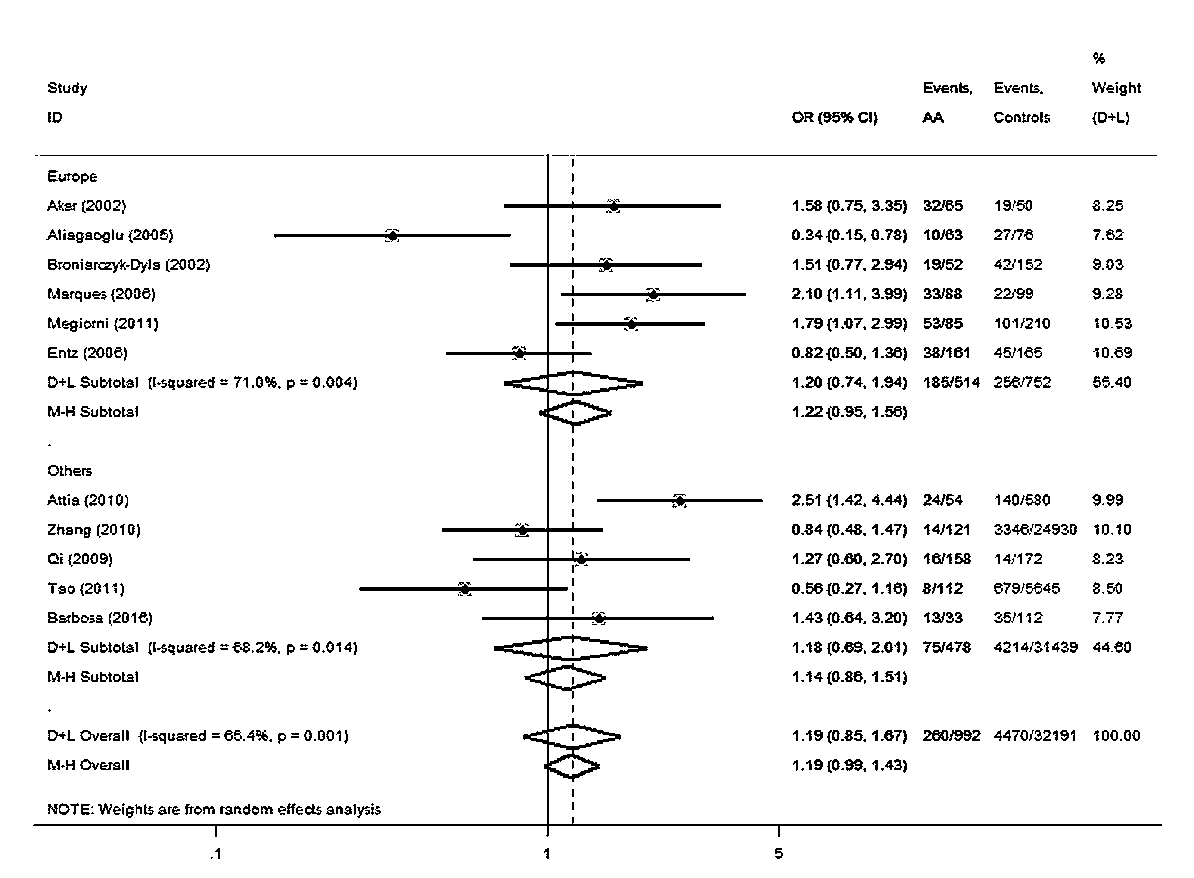 %
Study Events, Events, Weight
ID OR (95% CI) AA Controls (D+L)
Europe
Akar (2002) 1.58 (0.75, 3.35) 32/65 19/50 8.25
Aliagaoglu (2005) 0.34 (0.15, 0.78) 10/63 27/76 7.62
Broniarczyk-Dyla (2002) 1.51 (0.77, 2.94) 19/52 42/152 9.03
Marques (2006) 2.10 (1.11, 3.99) 33/88 22/99 9.28
Megiorni (2011) 1.79 (1.07, 2.99) 53/85 101/210 10.53
Entz (2006) 0.82 (0.50, 1.36) 38/161 45/165 10.69
D+L Subtotal (I-squared = 71.0%, p = 0.004) 1.20 (0.74, 1.94) 185/514 256/752 55.40
M-H Subtotal 1.22 (0.95, 1.56)
.
Others
Attia (2010) 2.51 (1.42, 4.44) 24/54 140/580 9.99
Zhang (2010) 0.84 (0.48, 1.47) 14/121 3346/24930 10.10
Qi (2009) 1.27 (0.60, 2.70) 16/158 14/172 8.23
Tao (2011) 0.56 (0.27, 1.16) 8/112 679/5645 8.50
Barbosa (2016) 1.43 (0.64, 3.20) 13/33 35/112 7.77
D+L Subtotal (I-squared = 68.2%, p = 0.014) 1.18 (0.69, 2.01) 75/478 4214/31439 44.60
M-H Subtotal 1.14 (0.86, 1.51)
.
D+L Overall (I-squared = 66.4%, p = 0.001) 1.19 (0.85, 1.67) 260/992 4470/32191 100.00
M-H Overall 1.19 (0.99, 1.43)
NOTE: Weights are from random effects analysis
.1 1 5